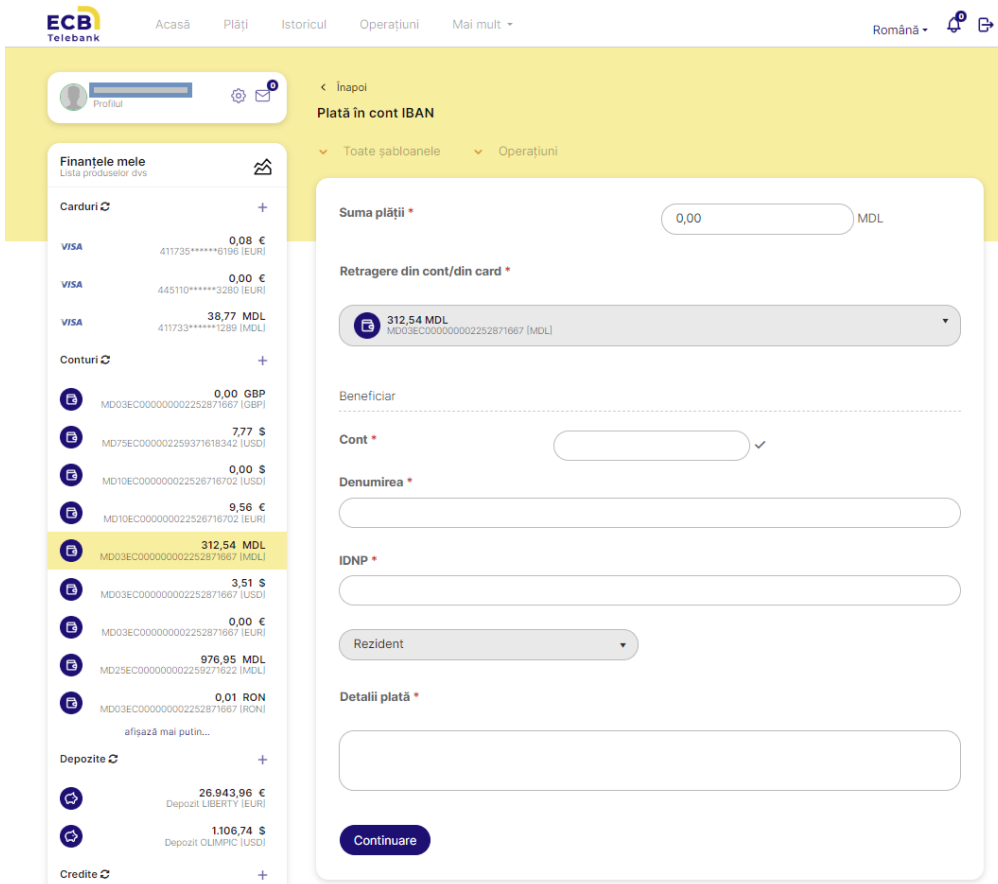 ECB
Telebank
Acasă
Plăți
Istoricul
Operațiuni
Mai mult
Română
0
Profilul
0
Finanțele mele
Lista produselor dvs
Carduri
+
VISA
0,08 €
411735******6196 [EUR]
VISA
0,00 €
445110******3280 [EUR]
VISA
38,77 MDL
411733******1289 [MDL]
Conturi
+
0,00 GBP
MD03EC000000002252871667 [GBP]
7,77 $
MD75EC000002259371618342 [USD]
0,00 $
MD10EC000000022526716702 [USD]
9,56 €
MD10EC000000022526716702 [EUR]
312,54 MDL
MD03EC000000002252871667 [MDL]
3,51 $
MD03EC000000002252871667 [USD]
0,00 €
MD03EC000000002252871667 [EUR]
976,95 MDL
MD25EC000000002259271622 [MDL]
0,01 RON
MD03EC000000002252871667 [RON]
afișază mai putin...
Depozite
+
26.943,96 €
Depozit LIBERTY [EUR]
1.106,74 $
Depozit OLIMPIC [USD]
Credite
+
< Înapoi
Plată în cont IBAN
Toate șabloanele
Operațiuni
Suma plății *
0,00
MDL
Retragere din cont/din card *
312,54 MDL
MD03EC000000002252871667 [MDL]
Beneficiar
Cont *
Denumirea *
IDNP *
Rezident
Detalii plată *
Continuare